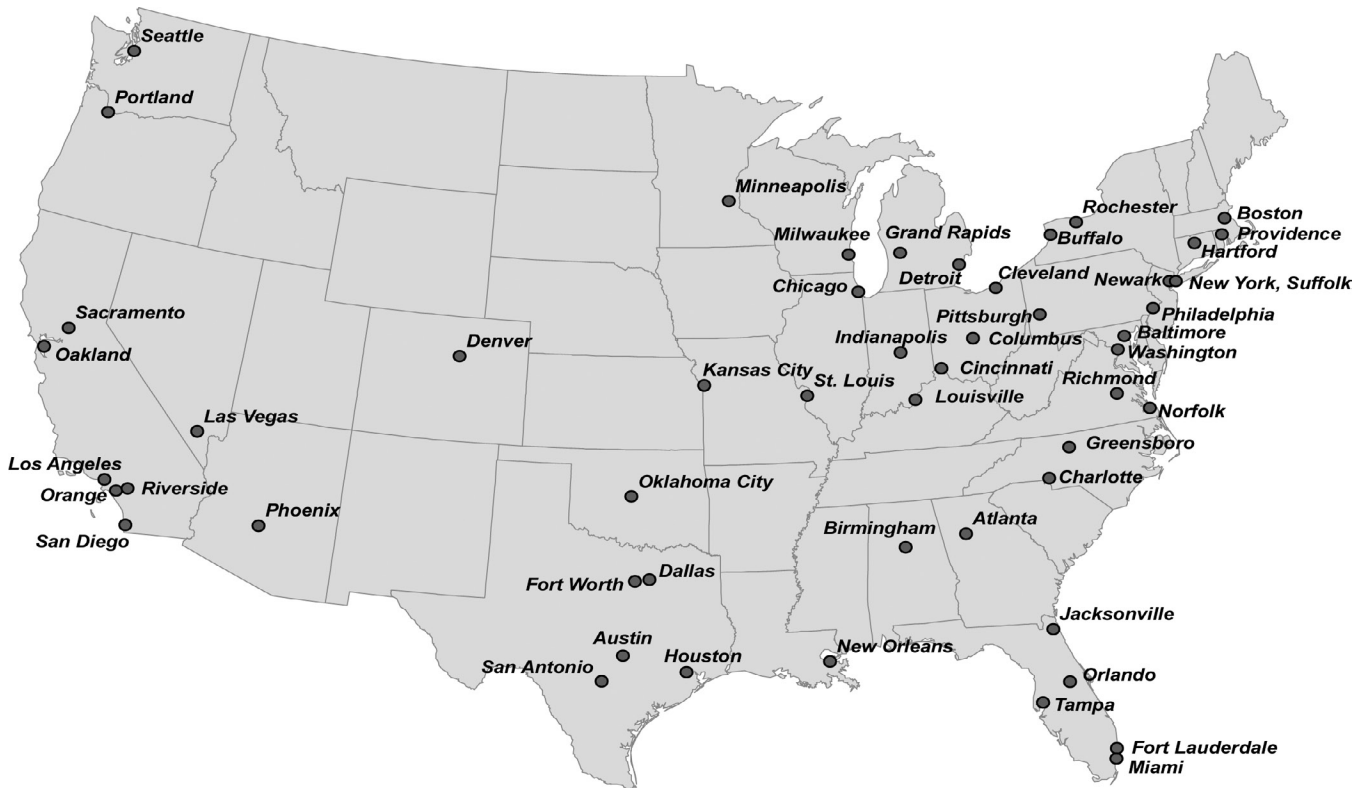 Seattle
Portland
Minneapolis
Rochester
Boston
Buffalo
Providence
Milwaukee
Grand Rapids
Hartford
Detroit
Cleveland
Newark
New York, Suffolk
Chicago
Sacramento
Pittsburgh
Philadelphia
Denver
Indianapolis
Columbus
Baltimore
Oakland
Washington
Kansas City
St. Louis
Cincinnati
Richmond
Louisville
Norfolk
Las Vegas
Greensboro
Los Angeles
Orange
Riverside
Oklahoma City
Charlotte
Phoenix
San Diego
Birmingham
Atlanta
Fort Worth
Dallas
Jacksonville
Austin
New Orleans
San Antonio
Houston
Orlando
Tampa
Fort Lauderdale
Miami